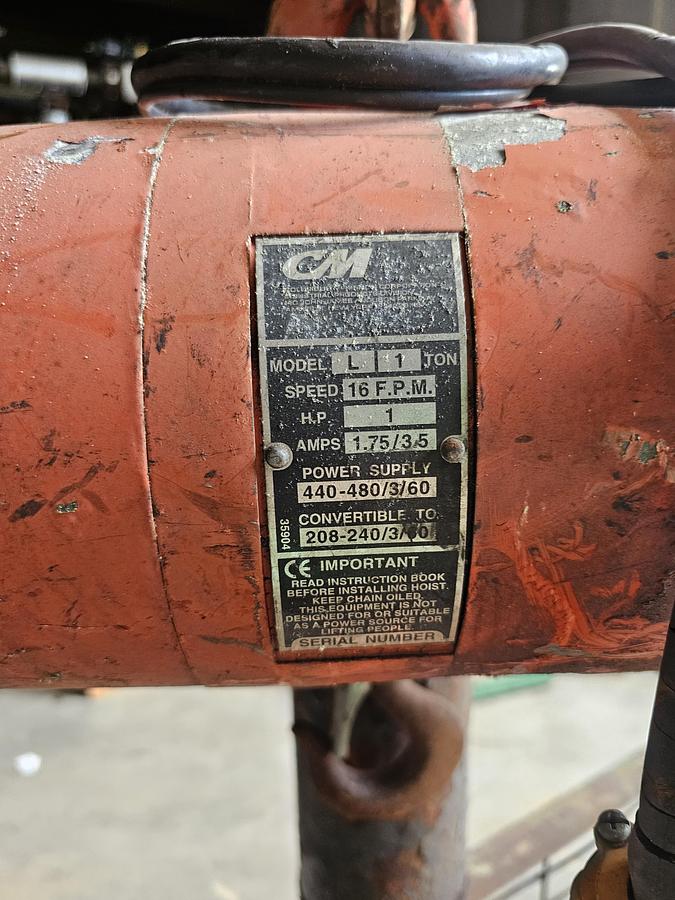 CM
MODEL L 1 TON
SPEED 16 F.P.M.
H.P 1
AMPS 1.75/3.5
POWER SUPPLY
440-480/3/60
CONVERTIBLE TO
208-240/3/60
35904
CE IMPORTANT
READ INSTRUCTION BOOK
BEFORE INSTALLING HOIST.
KEEP CHAIN OILED.
THIS EQUIPMENT IS NOT
DESIGNED FOR OR SUITABLE
AS A POWER SOURCE FOR
LIFTING PEOPLE.
SERIAL NUMBER